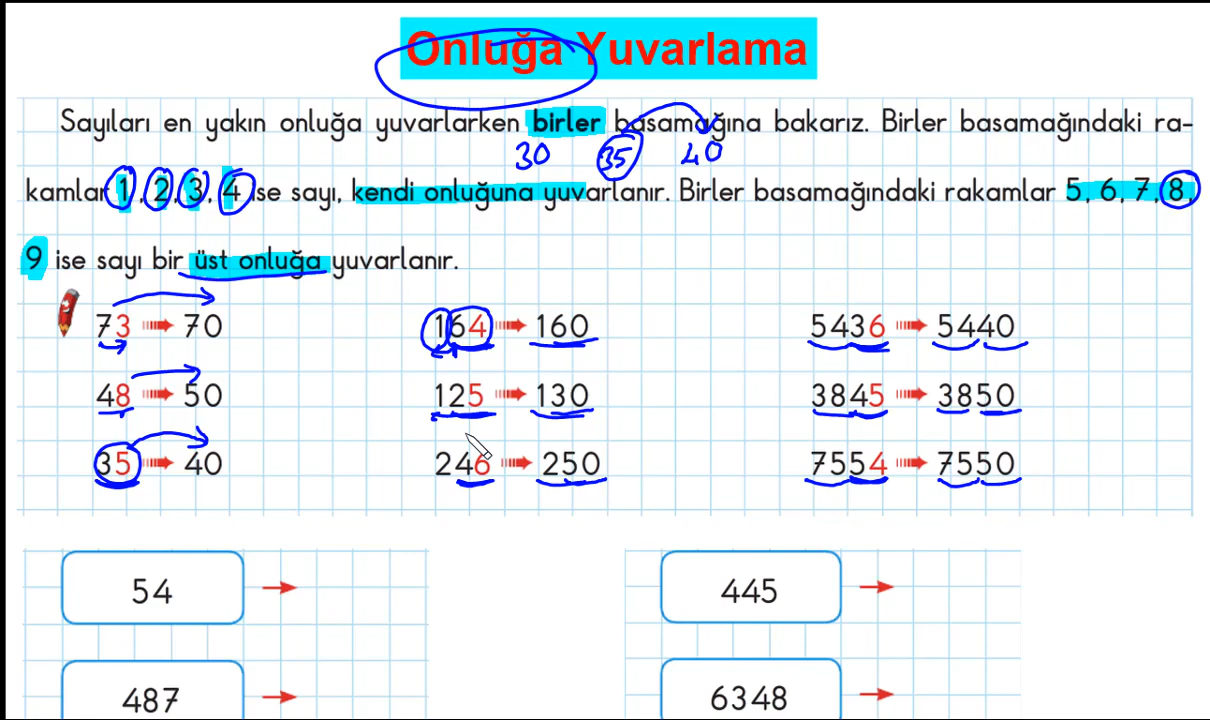 Onluğa Yuvarlama
Sayıları en yakın onluğa yuvarlarken birler basamağına bakarız. Birler basamağındaki ra-
30 35 40
kamlar 1, 2, 3, 4 ise sayı, kendi onluğuna yuvarlanır. Birler basamağındaki rakamlar 5, 6, 7, 8,
9 ise sayı bir üst onluğa yuvarlanır.
73 70 164 160 5436 5440
48 50 125 130 3845 3850
35 40 246 250 7554 7550
54 445
487 6348